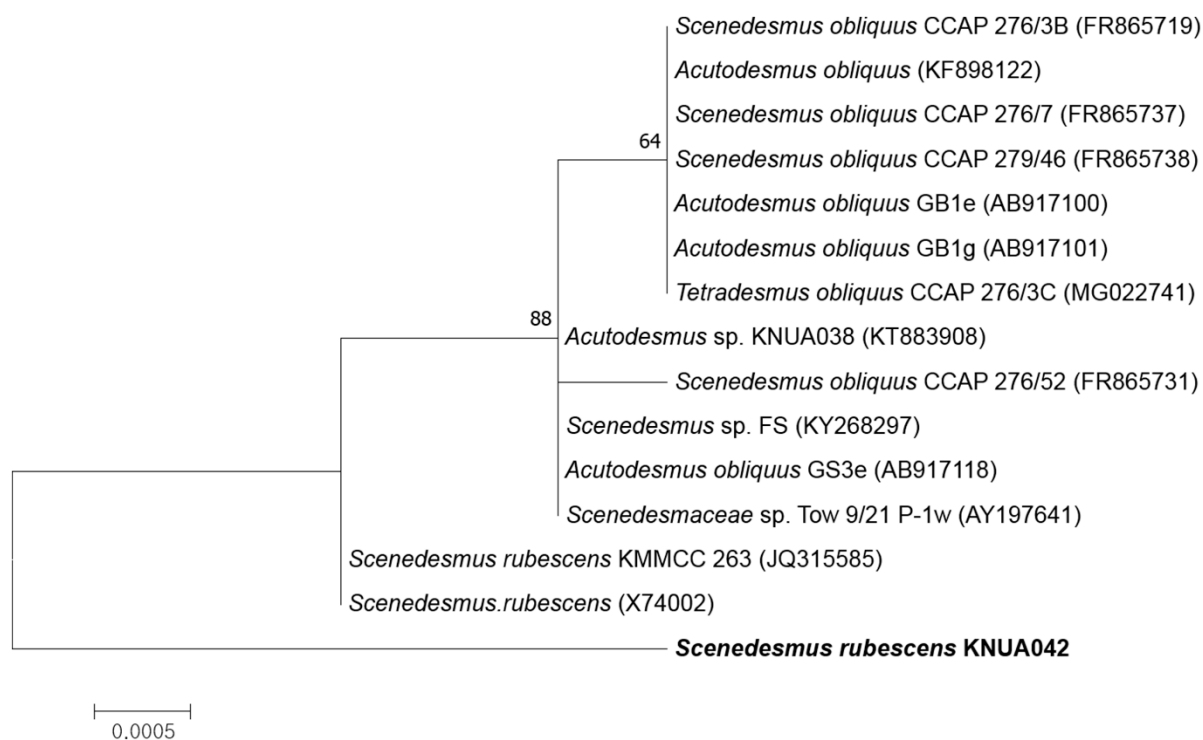 Scenedesmus obliquus CCAP 276/3B (FR865719)
Acutodesmus obliquus (KF898122)
Scenedesmus obliquus CCAP 276/7 (FR865737)
64
Scenedesmus obliquus CCAP 279/46 (FR865738)
Acutodesmus obliquus GB1e (AB917100)
Acutodesmus obliquus GB1g (AB917101)
Tetradesmus obliquus CCAP 276/3C (MG022741)
88
Acutodesmus sp. KNUA038 (KT883908)
Scenedesmus obliquus CCAP 276/52 (FR865731)
Scenedesmus sp. FS (KY268297)
Acutodesmus obliquus GS3e (AB917118)
Scenedesmaceae sp. Tow 9/21 P-1w (AY197641)
Scenedesmus rubescens KMMCC 263 (JQ315585)
Scenedesmus.rubescens (X74002)
Scenedesmus rubescens KNUA042
0.0005